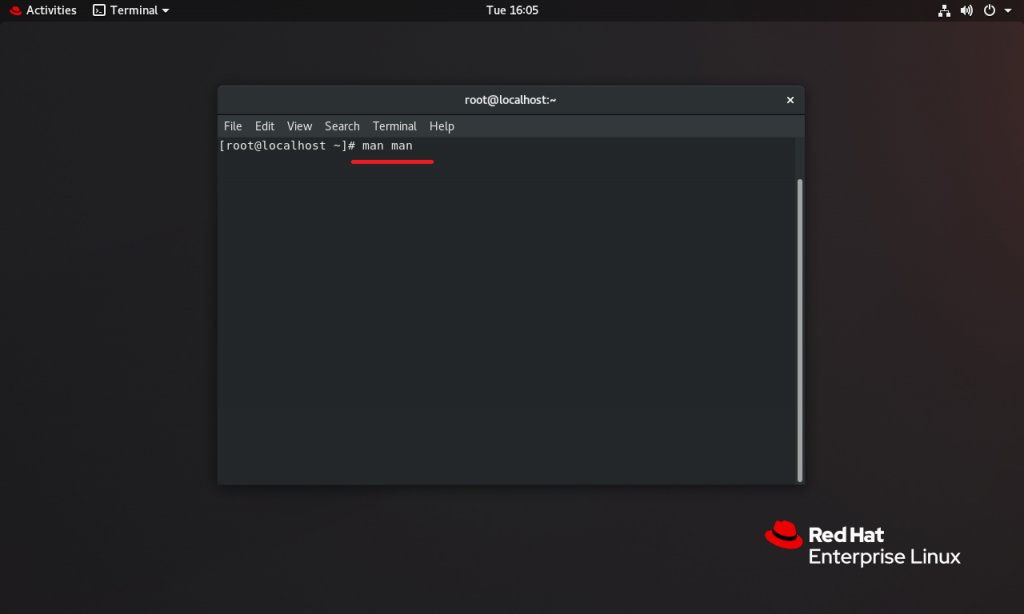 Activities Terminal Tue 16:05
root@localhost:~ ×
File Edit View Search Terminal Help
[root@localhost ~]# man man
Red Hat
Enterprise Linux